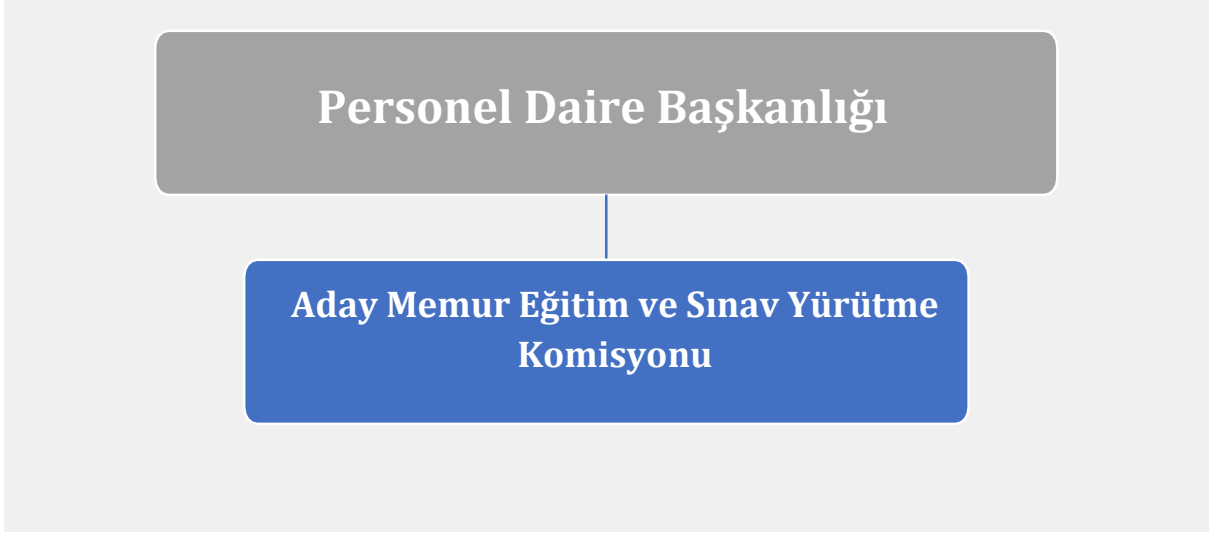 Personel Daire Başkanlığı
Aday Memur Eğitim ve Sınav Yürütme
Komisyonu